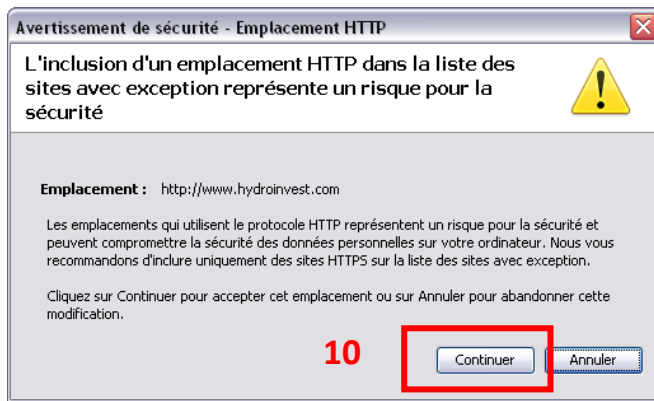 Avertissement de sécurité - Emplacement HTTP
L'inclusion d'un emplacement HTTP dans la liste des
sites avec exception représente un risque pour la
sécurité
Emplacement : http://www.hydroinvest.com
Les emplacements qui utilisent le protocole HTTP représentent un risque pour la sécurité et
peuvent compromettre la sécurité des données personnelles sur votre ordinateur. Nous vous
recommandons d'inclure uniquement des sites HTTPS sur la liste des sites avec exception.
Cliquez sur Continuer pour accepter cet emplacement ou sur Annuler pour abandonner cette
modification.
10 Continuer Annuler